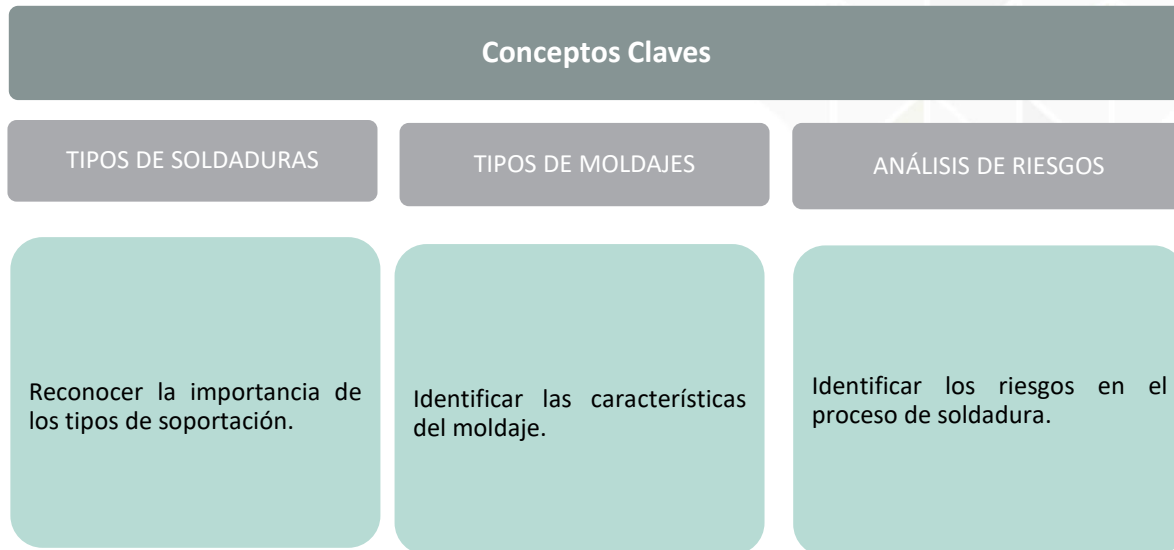 Conceptos Claves
TIPOS DE SOLDADURAS
TIPOS DE MOLDAJES
ANÁLISIS DE RIESGOS
Reconocer la importancia de
los tipos de soportación.
Identificar las características
del moldaje.
Identificar los riesgos en el
proceso de soldadura.